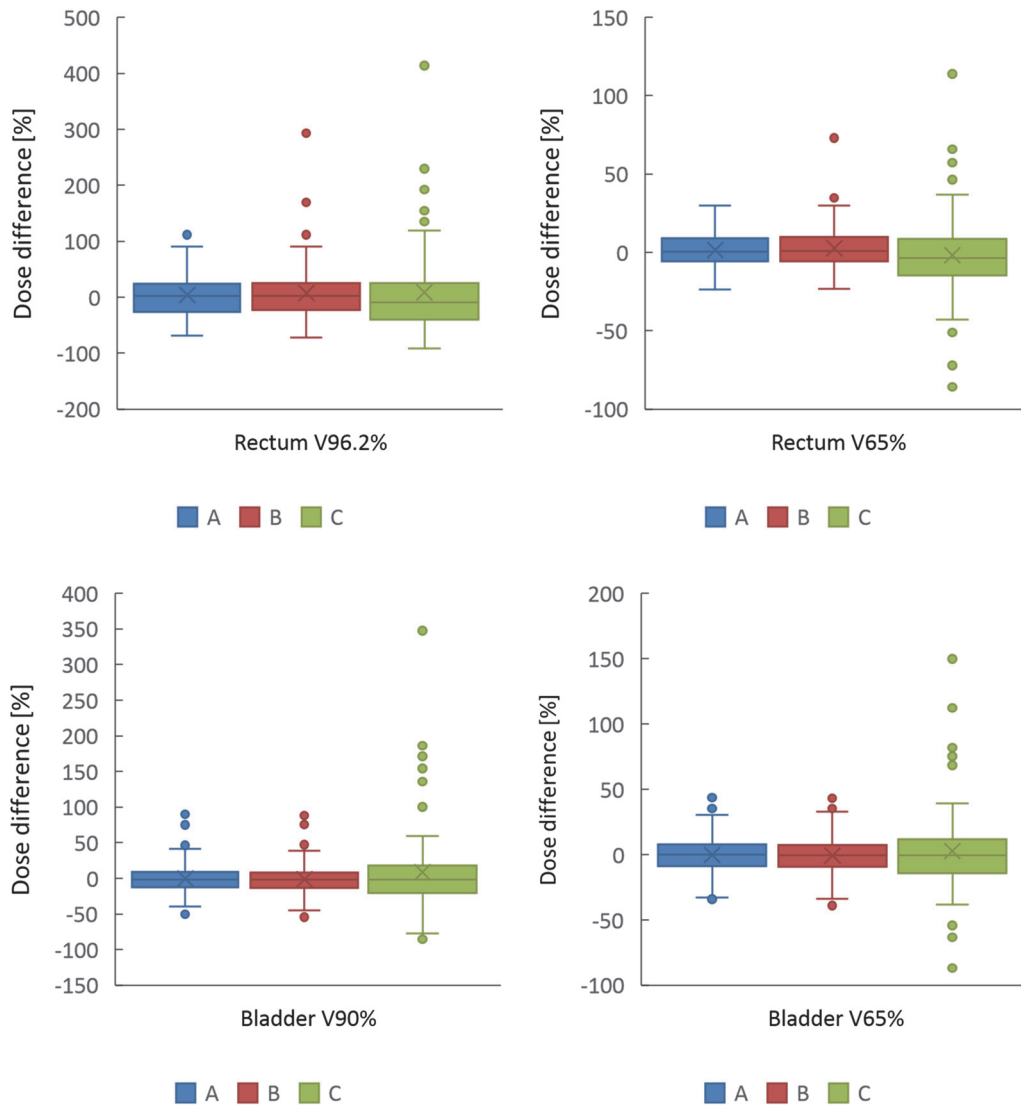 Dose difference [%]
500
400
300
200
100
0
-100
-200
Rectum V96.2%
A B C
Dose difference [%]
150
100
50
0
-50
-100
Rectum V65%
A B C
Dose difference [%]
400
350
300
250
200
150
100
50
0
-50
-100
-150
Bladder V90%
A B C
Dose difference [%]
200
150
100
50
0
-50
-100
Bladder V65%
A B C